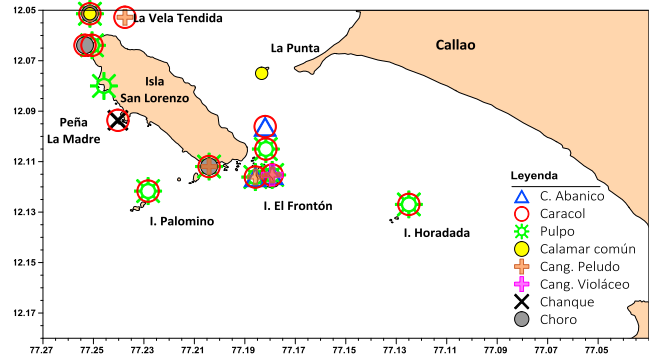 12.05
La Vela Tendida
La Punta
Callao
12.07
Isla
San Lorenzo
12.09
Peña
La Madre
12.11
Leyenda
C. Abanico
I. El Frontón
Caracol
12.13
I. Palomino
I. Horadada
Pulpo
Calamar común
12.15
Cang. Peludo
Cang. Violáceo
Chanque
12.17
Choro
77.27
77.25
77.23
77.21
77.19
77.17
77.15
77.13
77.11
77.09
77.07
77.05